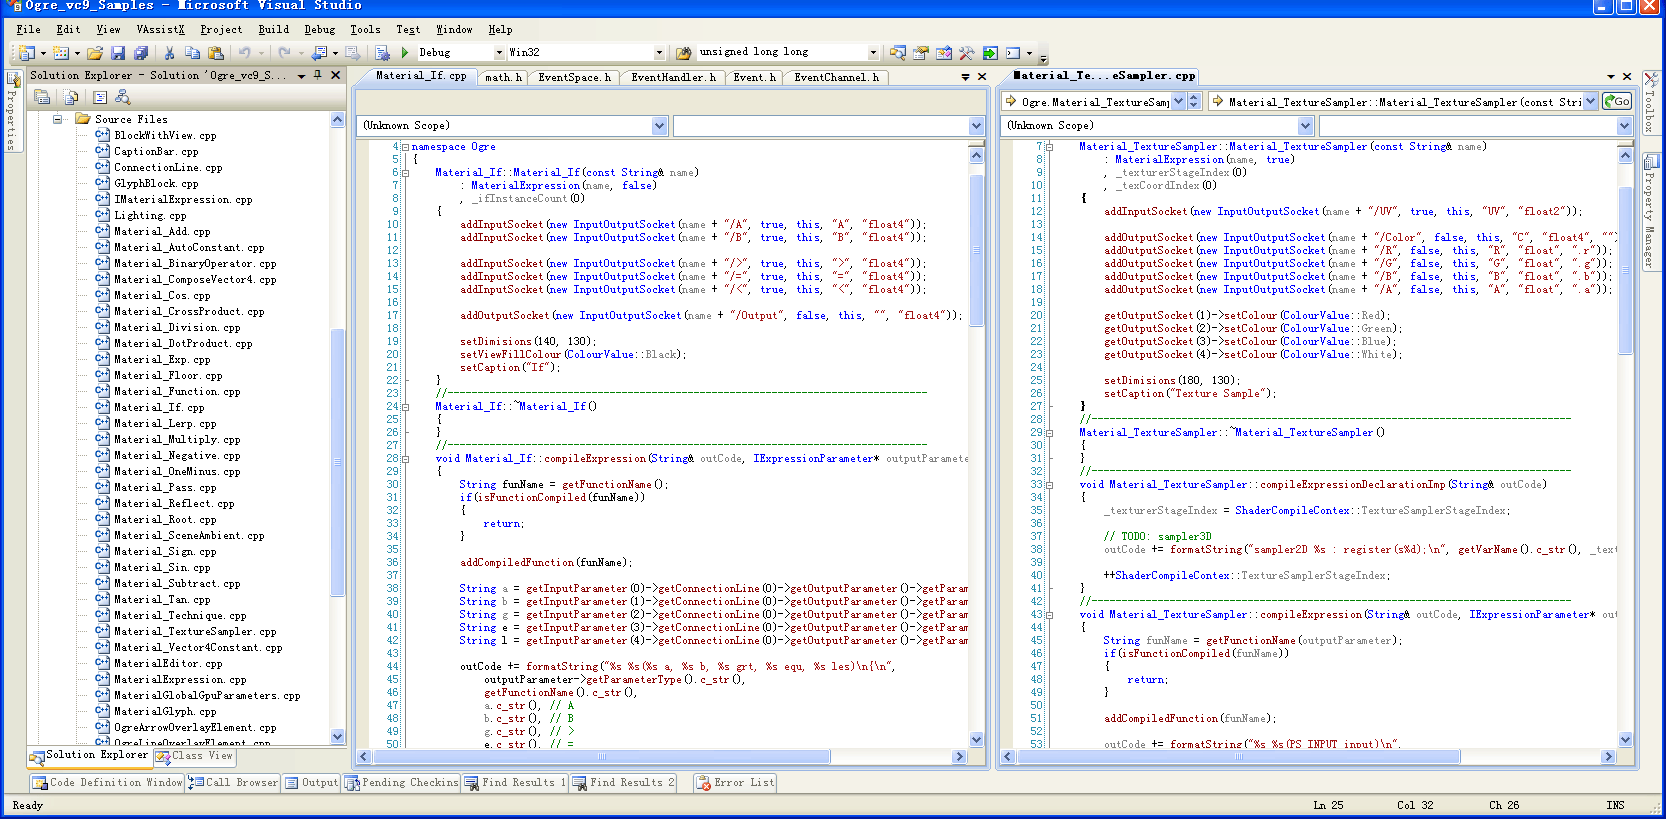 Ogre_vc9_Samples - Microsoft Visual Studio
File Edit View VAssistX Project Build Debug Tools Test Window Help
Debug Win32 unsigned long long
Solution Explorer - Solution 'Ogre_vc9_S...
Properties
Source Files
BlockWithView.cpp
CaptionBar.cpp
ConnectionLine.cpp
GlyphBlock.cpp
IMaterialExpression.cpp
Lighting.cpp
Material_Add.cpp
Material_AutoConstant.cpp
Material_BinaryOperator.cpp
Material_ComposeVector4.cpp
Material_Cos.cpp
Material_CrossProduct.cpp
Material_Division.cpp
Material_DotProduct.cpp
Material_Exp.cpp
Material_Floor.cpp
Material_Function.cpp
Material_If.cpp
Material_Lerp.cpp
Material_Multiply.cpp
Material_Negative.cpp
Material_OneMinus.cpp
Material_Pass.cpp
Material_Reflect.cpp
Material_Root.cpp
Material_SceneAmbient.cpp
Material_Sign.cpp
Material_Sin.cpp
Material_Subtract.cpp
Material_Tan.cpp
Material_Technique.cpp
Material_TextureSampler.cpp
Material_Vector4Constant.cpp
MaterialEditor.cpp
MaterialExpression.cpp
MaterialGlobalGpuParameters.cpp
MaterialGlyph.cpp
OgreArrowOverlayElement.cpp
OgreLineOverlayElement.cpp
Solution Explorer Class View
Material_If.cpp math.h EventSpace.h EventHandler.h Event.h EventChannel.h
(Unknown Scope)
4 namespace Ogre
5 {
6 Material_If::Material_If(const String& name)
7 : MaterialExpression(name, false)
8 , _ifInstanceCount(0)
9 {
10 addInputSocket(new InputOutputSocket(name + "/A", true, this, "A", "float4"));
11 addInputSocket(new InputOutputSocket(name + "/B", true, this, "B", "float4"));
12
13 addInputSocket(new InputOutputSocket(name + "/>", true, this, ">", "float4"));
14 addInputSocket(new InputOutputSocket(name + "/=", true, this, "=", "float4"));
15 addInputSocket(new InputOutputSocket(name + "/<", true, this, "<", "float4"));
16
17 addOutputSocket(new InputOutputSocket(name + "/Output", false, this, "", "float4"));
18
19 setDimisions(140, 130);
20 setViewFillColour(ColourValue::Black);
21 setCaption("If");
22 }
23 //--------------------------------------------------------------------------------
24 Material_If::~Material_If()
25 {
26 }
27 //--------------------------------------------------------------------------------
28 void Material_If::compileExpression(String& outCode, IExpressionParameter* outputParamete
29 {
30 String funName = getFunctionName();
31 if(isFunctionCompiled(funName))
32 {
33 return;
34 }
35
36 addCompiledFunction(funName);
37
38 String a = getInputParameter(0)->getConnectionLine(0)->getOutputParameter()->getParam
39 String b = getInputParameter(1)->getConnectionLine(0)->getOutputParameter()->getParam
40 String g = getInputParameter(2)->getConnectionLine(0)->getOutputParameter()->getParam
41 String e = getInputParameter(3)->getConnectionLine(0)->getOutputParameter()->getParam
42 String l = getInputParameter(4)->getConnectionLine(0)->getOutputParameter()->getParam
43
44 outCode += formatString("%s %s(%s a, %s b, %s grt, %s equ, %s les)\n{\n",
45 outputParameter->getParameterType().c_str(),
46 getFunctionName().c_str(),
47 a.c_str(), // A
48 b.c_str(), // B
49 g.c_str(), // >
50 e.c_str(), // =
Material_Te...eSampler.cpp
Ogre.Material_TextureSamp Material_TextureSampler::Material_TextureSampler(const Stri Go
(Unknown Scope)
7 Material_TextureSampler::Material_TextureSampler(const String& name)
8 : MaterialExpression(name, true)
9 , _texturerStageIndex(0)
10 , _texCoordIndex(0)
11 {
12 addInputSocket(new InputOutputSocket(name + "/UV", true, this, "UV", "float2"));
13
14 addOutputSocket(new InputOutputSocket(name + "/Color", false, this, "C", "float4", "")
15 addOutputSocket(new InputOutputSocket(name + "/R", false, this, "R", "float", ".r"));
16 addOutputSocket(new InputOutputSocket(name + "/G", false, this, "G", "float", ".g"));
17 addOutputSocket(new InputOutputSocket(name + "/B", false, this, "B", "float", ".b"));
18 addOutputSocket(new InputOutputSocket(name + "/A", false, this, "A", "float", ".a"));
19
20 getOutputSocket(1)->setColour(ColourValue::Red);
21 getOutputSocket(2)->setColour(ColourValue::Green);
22 getOutputSocket(3)->setColour(ColourValue::Blue);
23 getOutputSocket(4)->setColour(ColourValue::White);
24
25 setDimisions(180, 130);
26 setCaption("Texture Sample");
27 }
28 //--------------------------------------------------------------------------------
29 Material_TextureSampler::~Material_TextureSampler()
30 {
31 }
32 //--------------------------------------------------------------------------------
33 void Material_TextureSampler::compileExpressionDeclarationImp(String& outCode)
34 {
35 _texturerStageIndex = ShaderCompileContex::TextureSamplerStageIndex;
36
37 // TODO: sampler3D
38 outCode += formatString("sampler2D %s : register(s%d);\n", getVarName().c_str(), _tex
39
40 ++ShaderCompileContex::TextureSamplerStageIndex;
41 }
42 //--------------------------------------------------------------------------------
43 void Material_TextureSampler::compileExpression(String& outCode, IExpressionParameter* ou
44 {
45 String funName = getFunctionName(outputParameter);
46 if(isFunctionCompiled(funName))
47 {
48 return;
49 }
50
51 addCompiledFunction(funName);
52
53 outCode += formatString("%s %s(PS_INPUT input)\n",
Toolbox
Property Manager
Code Definition Window Call Browser Output Pending Checkins Find Results 1 Find Results 2 Error List
Ready Ln 25 Col 32 Ch 26 INS